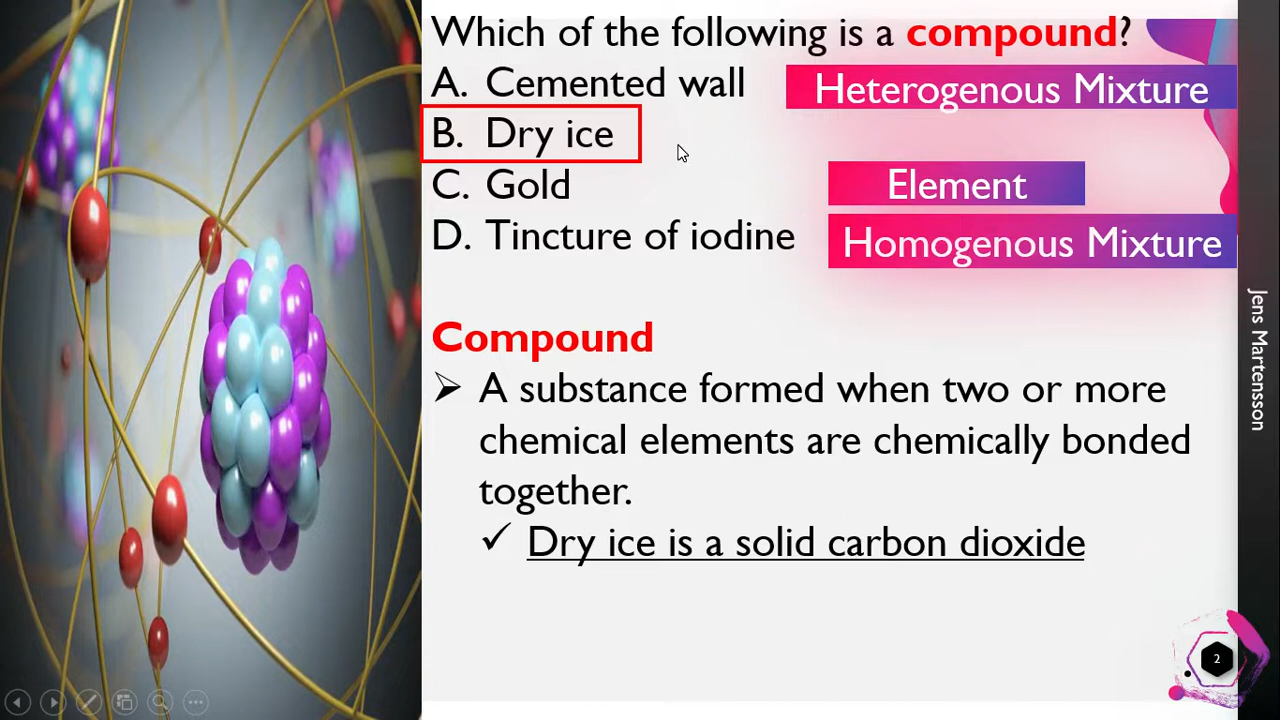 Which of the following is a compound?
A. Cemented wall
Heterogenous Mixture
B. Dry ice
C. Gold
Element
D. Tincture of iodine
Homogenous Mixture
Compound
➢ A substance formed when two or more
chemical elements are chemically bonded
together.
✓ Dry ice is a solid carbon dioxide
Jens Martensson
2